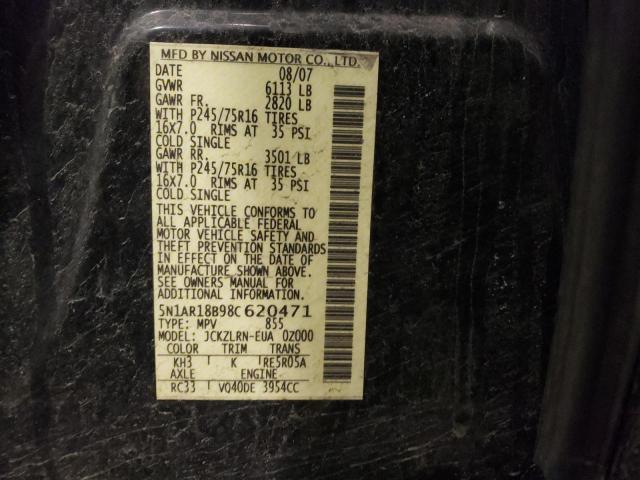 MFD BY NISSAN MOTOR CO., LTD.
DATE 08/07
GVWR 6113 LB
GAWR FR. 2820 LB
WITH P245/75R16 TIRES
16X7.0 RIMS AT 35 PSI
COLD SINGLE
GAWR RR. 3501 LB
WITH P245/75R16 TIRES
16X7.0 RIMS AT 35 PSI
COLD SINGLE
THIS VEHICLE CONFORMS TO
ALL APPLICABLE FEDERAL
MOTOR VEHICLE SAFETY AND
THEFT PREVENTION STANDARDS
IN EFFECT ON THE DATE OF
MANUFACTURE SHOWN ABOVE.
SEE OWNERS MANUAL FOR
ADDITIONAL INFORMATION
5N1AR18B98C620471
TYPE: MPV 855
MODEL: JCKZLRN-EUA 0Z000
COLOR TRIM TRANS
KH3 K RE5R05A
AXLE ENGINE
RC33 VQ40DE 3954CC